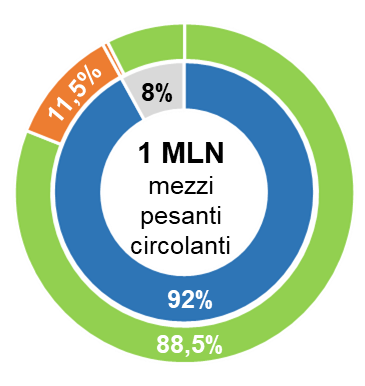 11,5%
8%
1 MLN
mezzi
pesanti
circolanti
92%
88,5%